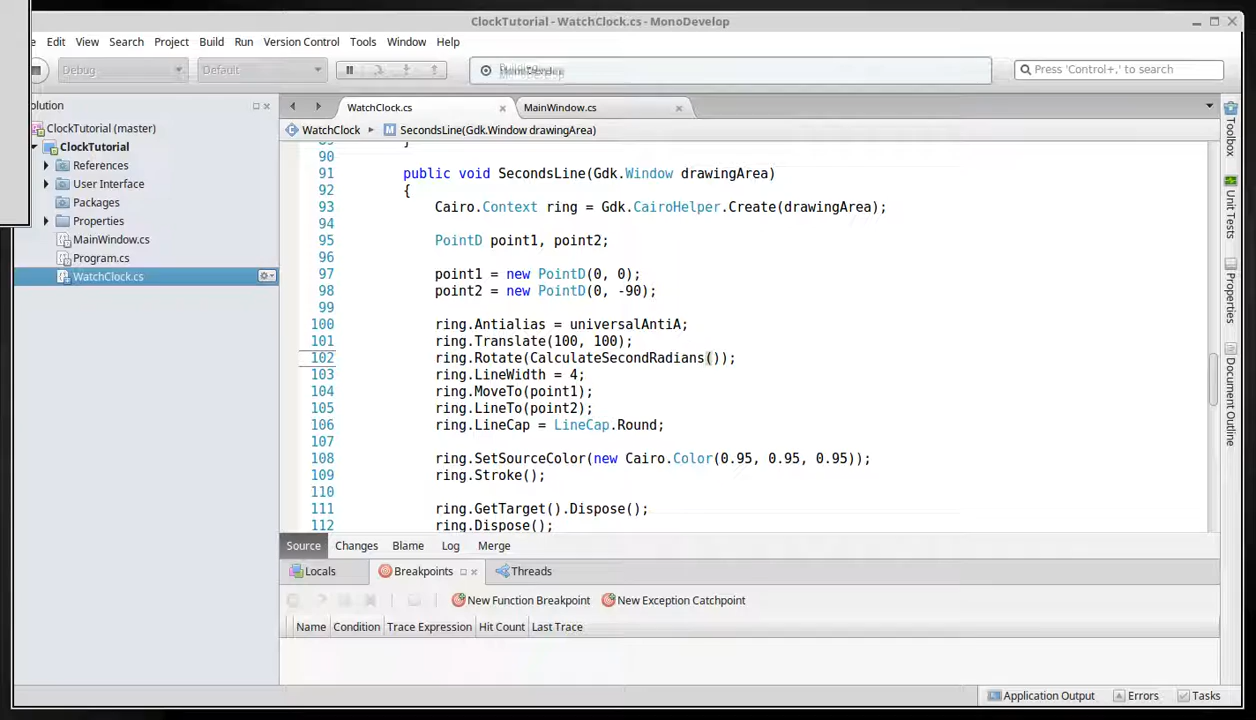 ClockTutorial - WatchClock.cs - MonoDevelop
Edit View Search Project Build Run Version Control Tools Window Help
Debug Default Press 'Control+,' to search
olution
WatchClock.cs MainWindow.cs
WatchClock SecondsLine(Gdk.Window drawingArea)
ClockTutorial (master)
ClockTutorial
References
User Interface
Packages
Properties
MainWindow.cs
Program.cs
WatchClock.cs
89 }
90
91 public void SecondsLine(Gdk.Window drawingArea)
92 {
93 Cairo.Context ring = Gdk.CairoHelper.Create(drawingArea);
94
95 PointD point1, point2;
96
97 point1 = new PointD(0, 0);
98 point2 = new PointD(0, -90);
99
100 ring.Antialias = universalAntiA;
101 ring.Translate(100, 100);
102 ring.Rotate(CalculateSecondRadians());
103 ring.LineWidth = 4;
104 ring.MoveTo(point1);
105 ring.LineTo(point2);
106 ring.LineCap = LineCap.Round;
107
108 ring.SetSourceColor(new Cairo.Color(0.95, 0.95, 0.95));
109 ring.Stroke();
110
111 ring.GetTarget().Dispose();
112 ring.Dispose();
Source Changes Blame Log Merge
Locals Breakpoints Threads
New Function Breakpoint New Exception Catchpoint
Name Condition Trace Expression Hit Count Last Trace
Application Output Errors Tasks
Toolbox
Unit Tests
Properties
Document Outline